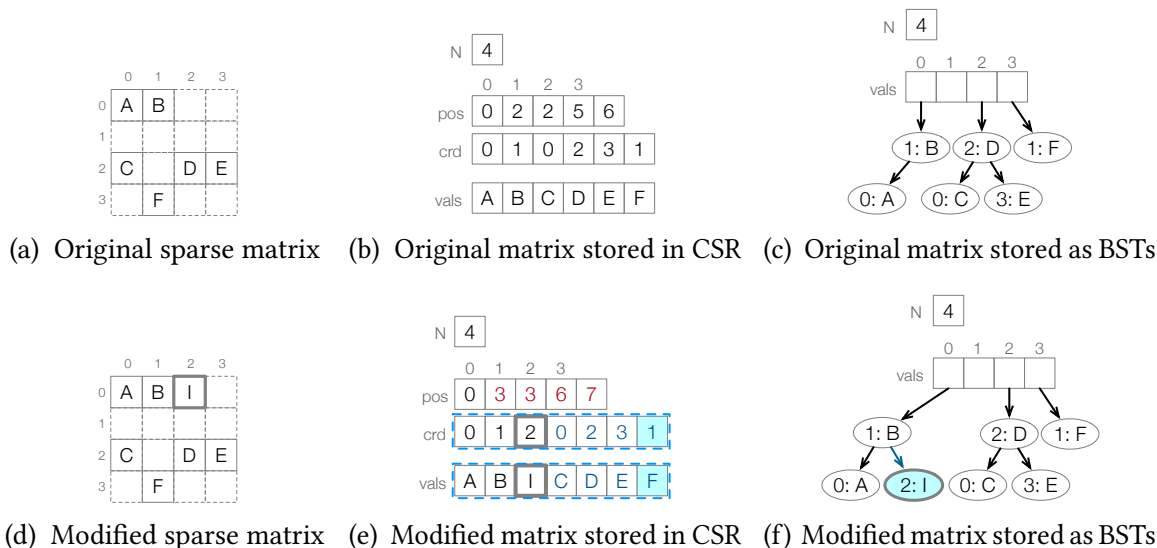 0 1 2 3
0 A B
1
2 C D E
3 F
(a) Original sparse matrix
N 4
0 1 2 3
pos 0 2 2 5 6
crd 0 1 0 2 3 1
vals A B C D E F
(b) Original matrix stored in CSR
N 4
0 1 2 3
vals
1: B 2: D 1: F
0: A 0: C 3: E
(c) Original matrix stored as BSTs
0 1 2 3
0 A B I
1
2 C D E
3 F
(d) Modified sparse matrix
N 4
0 1 2 3
pos 0 3 3 6 7
crd 0 1 2 0 2 3 1
vals A B I C D E F
(e) Modified matrix stored in CSR
N 4
0 1 2 3
vals
1: B 2: D 1: F
0: A 2: I 0: C 3: E
(f) Modified matrix stored as BSTs